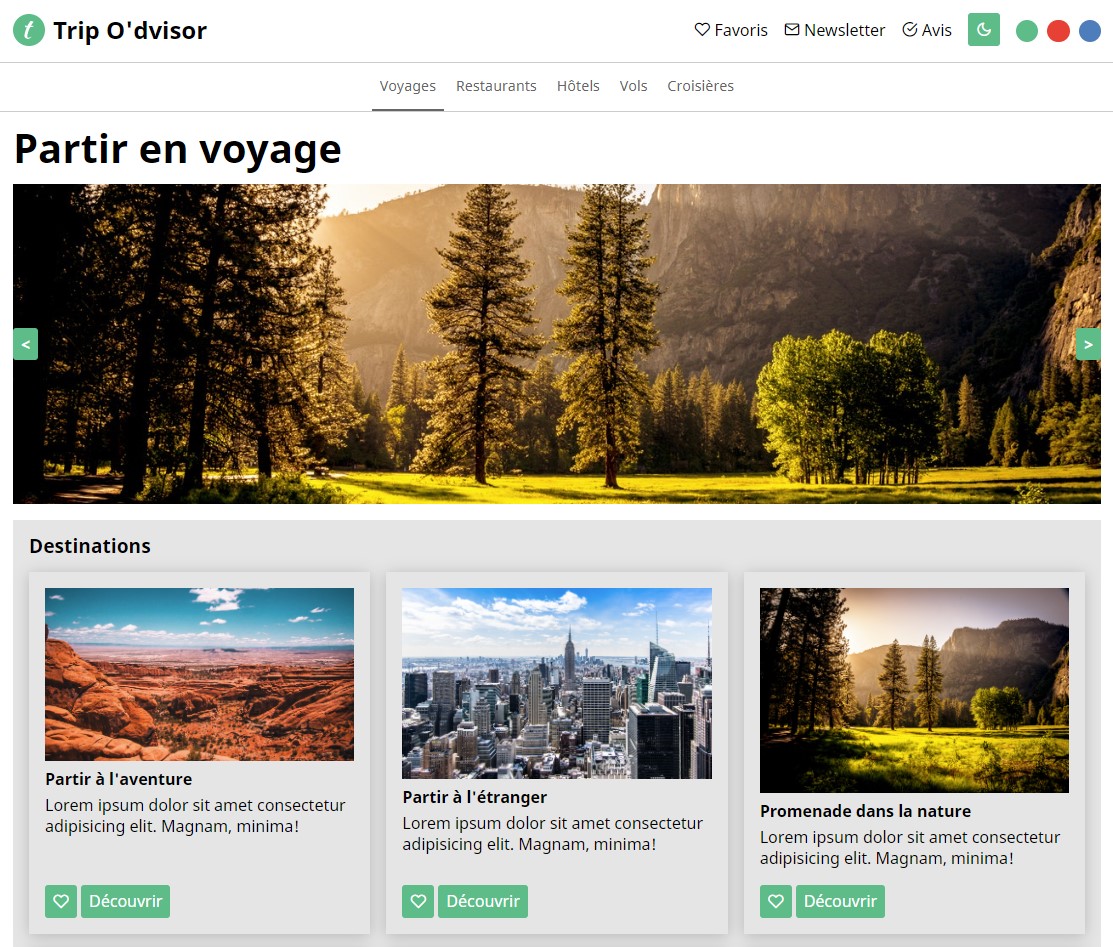 t Trip O'dvisor
Favoris Newsletter Avis
Voyages Restaurants Hôtels Vols Croisières
Partir en voyage
< >
Destinations
Partir à l'aventure
Lorem ipsum dolor sit amet consectetur
adipisicing elit. Magnam, minima!
Découvrir
Partir à l'étranger
Lorem ipsum dolor sit amet consectetur
adipisicing elit. Magnam, minima!
Découvrir
Promenade dans la nature
Lorem ipsum dolor sit amet consectetur
adipisicing elit. Magnam, minima!
Découvrir